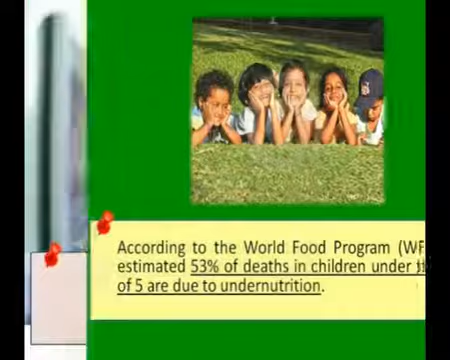 According to the World Food Program (WF
estimated 53% of deaths in children under
of 5 are due to undernutrition.